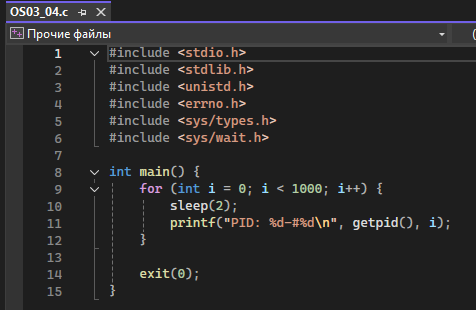 OS03_04.c
Прочие файлы
1 #include <stdio.h>
2 #include <stdlib.h>
3 #include <unistd.h>
4 #include <errno.h>
5 #include <sys/types.h>
6 #include <sys/wait.h>
7
8 int main() {
9 for (int i = 0; i < 1000; i++) {
10 sleep(2);
11 printf("PID: %d-#%d\n", getpid(), i);
12 }
13
14 exit(0);
15 }